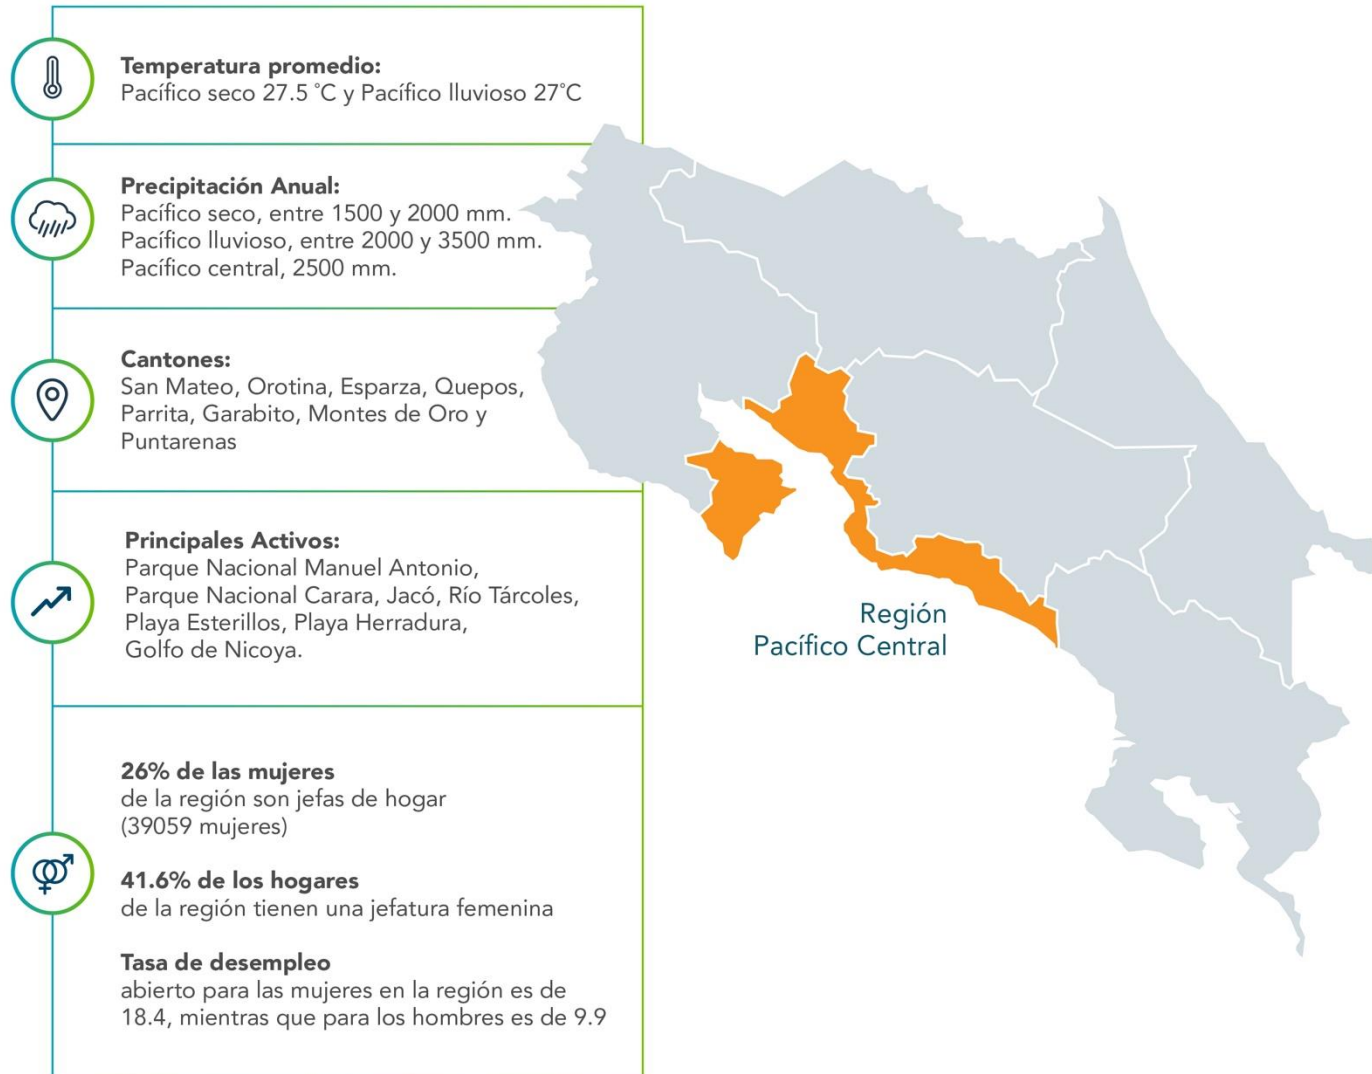 Temperatura promedio:
Pacífico seco 27.5 ˚C y Pacífico lluvioso 27˚C
Precipitación Anual:
Pacífico seco, entre 1500 y 2000 mm.
Pacífico lluvioso, entre 2000 y 3500 mm.
Pacífico central, 2500 mm.
Cantones:
San Mateo, Orotina, Esparza, Quepos,
Parrita, Garabito, Montes de Oro y
Puntarenas
Principales Activos:
Parque Nacional Manuel Antonio,
Parque Nacional Carara, Jacó, Río Tárcoles,
Playa Esterillos, Playa Herradura,
Golfo de Nicoya.
26% de las mujeres
de la región son jefas de hogar
(39059 mujeres)
41.6% de los hogares
de la región tienen una jefatura femenina
Tasa de desempleo
abierto para las mujeres en la región es de
18.4, mientras que para los hombres es de 9.9
Región
Pacífico Central